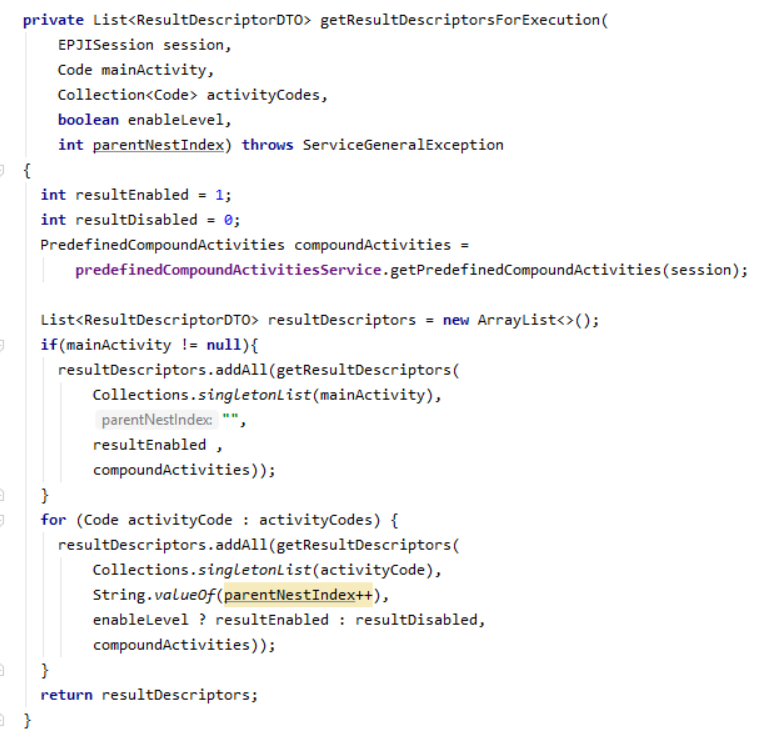 private List<ResultDescriptorDTO> getResultDescriptorsForExecution(
    EPJISession session,
    Code mainActivity,
    Collection<Code> activityCodes,
    boolean enableLevel,
    int parentNestIndex) throws ServiceGeneralException
{
  int resultEnabled = 1;
  int resultDisabled = 0;
  PredefinedCompoundActivities compoundActivities =
      predefinedCompoundActivitiesService.getPredefinedCompoundActivities(session);

  List<ResultDescriptorDTO> resultDescriptors = new ArrayList<>();
  if(mainActivity != null){
    resultDescriptors.addAll(getResultDescriptors(
        Collections.singletonList(mainActivity),
        parentNestIndex: "",
        resultEnabled ,
        compoundActivities));
  }
  for (Code activityCode : activityCodes) {
    resultDescriptors.addAll(getResultDescriptors(
        Collections.singletonList(activityCode),
        String.valueOf(parentNestIndex++),
        enableLevel ? resultEnabled : resultDisabled,
        compoundActivities));
  }
  return resultDescriptors;
}